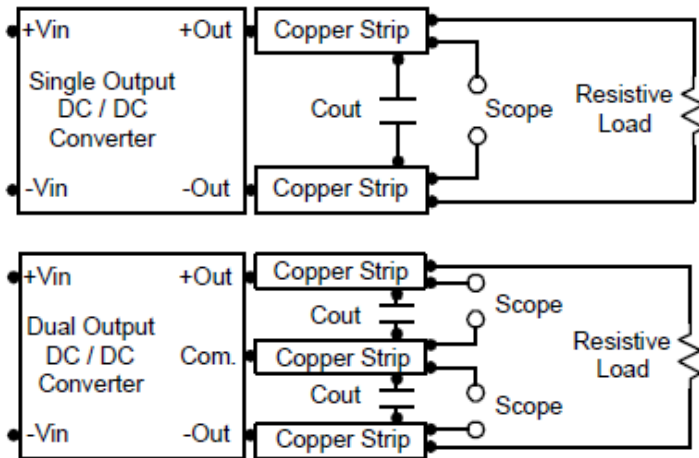 +Vin
+Out
Copper Strip
Single Output
DC / DC
Converter
Cout
Scope
Resistive
Load
-Vin
-Out
Copper Strip
+Vin
+Out
Copper Strip
Cout
Scope
Dual Output
DC / DC
Converter
Com.
Copper Strip
Resistive
Load
Cout
Scope
-Vin
-Out
Copper Strip